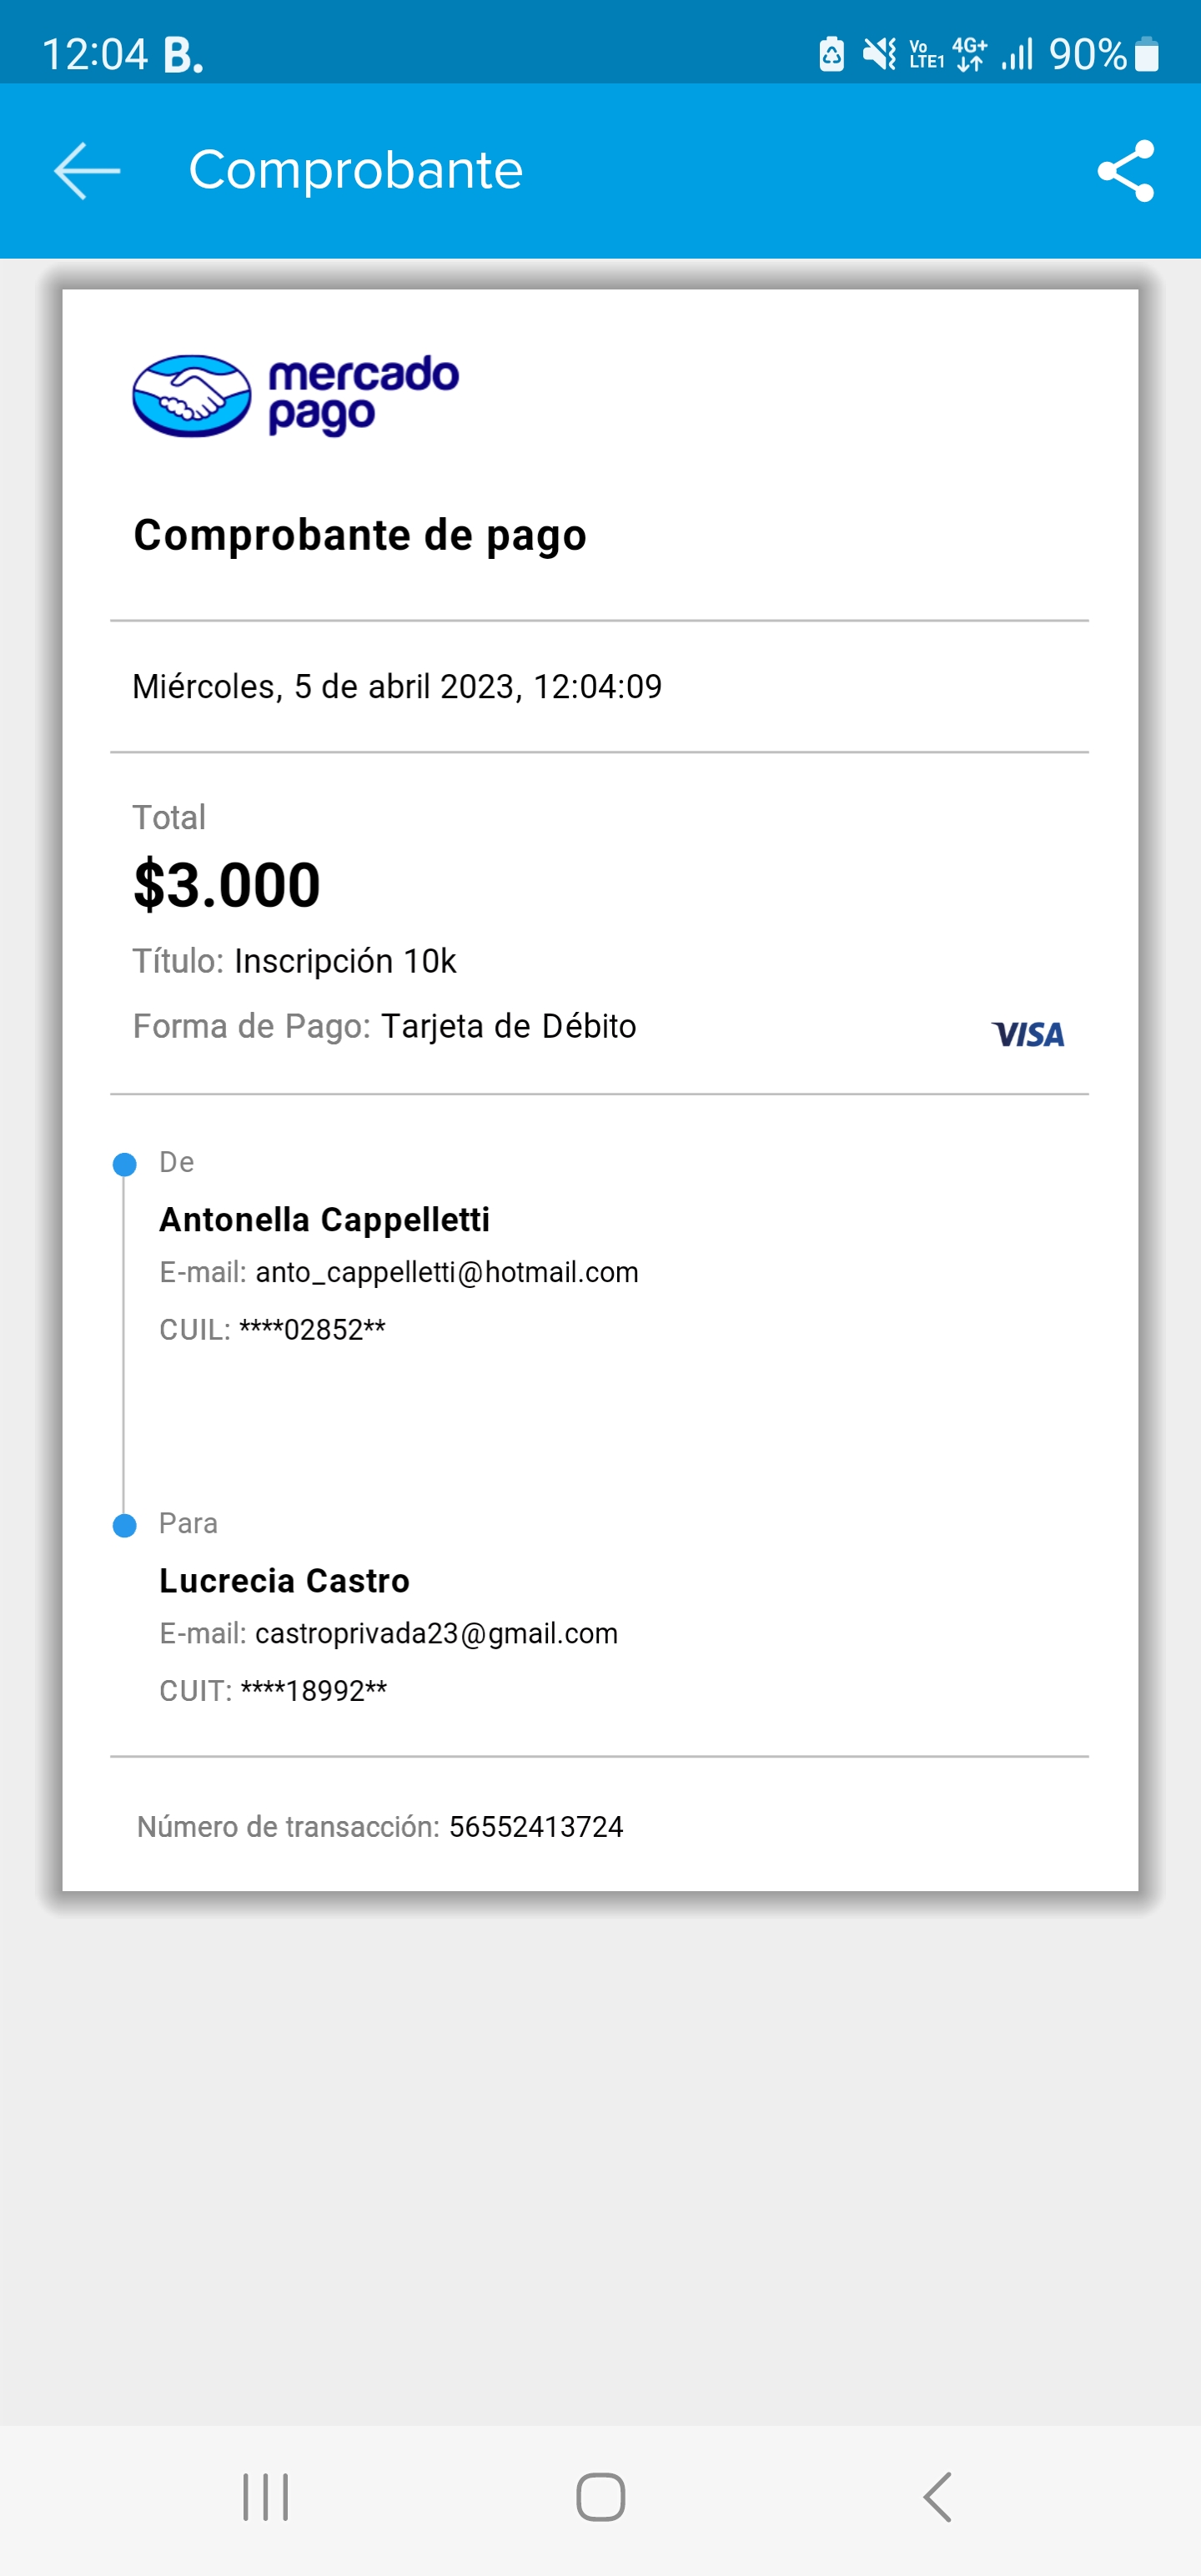 12:04 B. Vo LTE1 4G+ 90%
Comprobante
mercado
pago
Comprobante de pago
Miércoles, 5 de abril 2023, 12:04:09
Total
$3.000
Título: Inscripción 10k
Forma de Pago: Tarjeta de Débito VISA
De
Antonella Cappelletti
E-mail: anto_cappelletti@hotmail.com
CUIL: ****02852**
Para
Lucrecia Castro
E-mail: castroprivada23@gmail.com
CUIT: ****18992**
Número de transacción: 56552413724